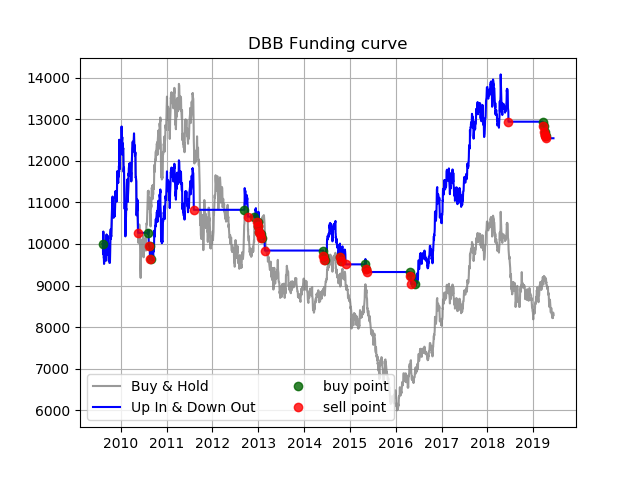 DBB Funding curve
14000
13000
12000
11000
10000
9000
8000
7000
6000
Buy & Hold
Up In & Down Out
buy point
sell point
2010 2011 2012 2013 2014 2015 2016 2017 2018 2019